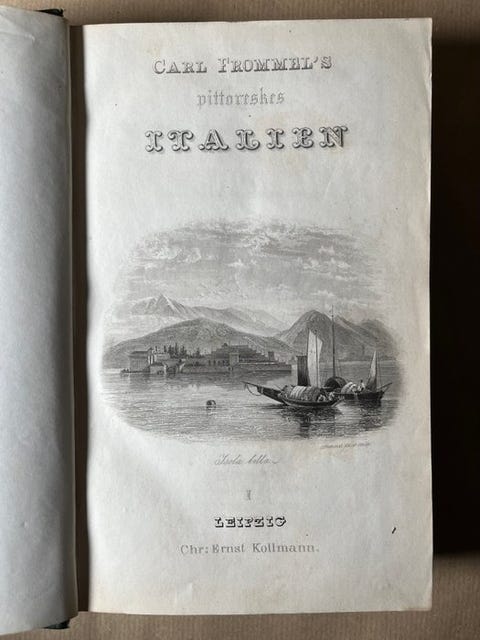 CARL FROMMEL'S
pittoreskes
ITALIEN
Isola bella.
I
LEIPZIG
Chr: Ernst Kollmann.